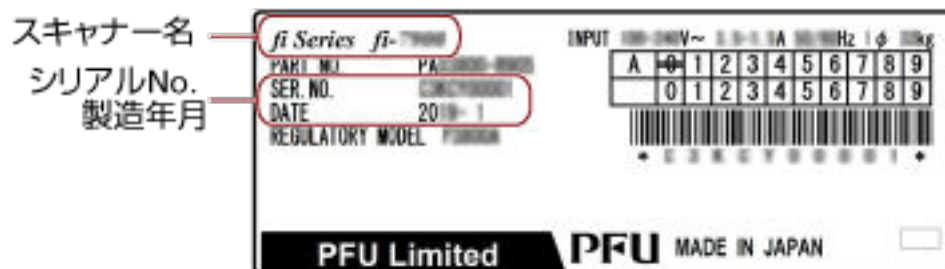 スキャナー名
シリアルNo.
製造年月
fi Series fi-
PART NO. PA
SER. NO.
DATE 20
REGULATORY MODEL
INPUT V~ A Hz 1φ kg
A 0 1 2 3 4 5 6 7 8 9
0 1 2 3 4 5 6 7 8 9
PFU Limited
PFU MADE IN JAPAN